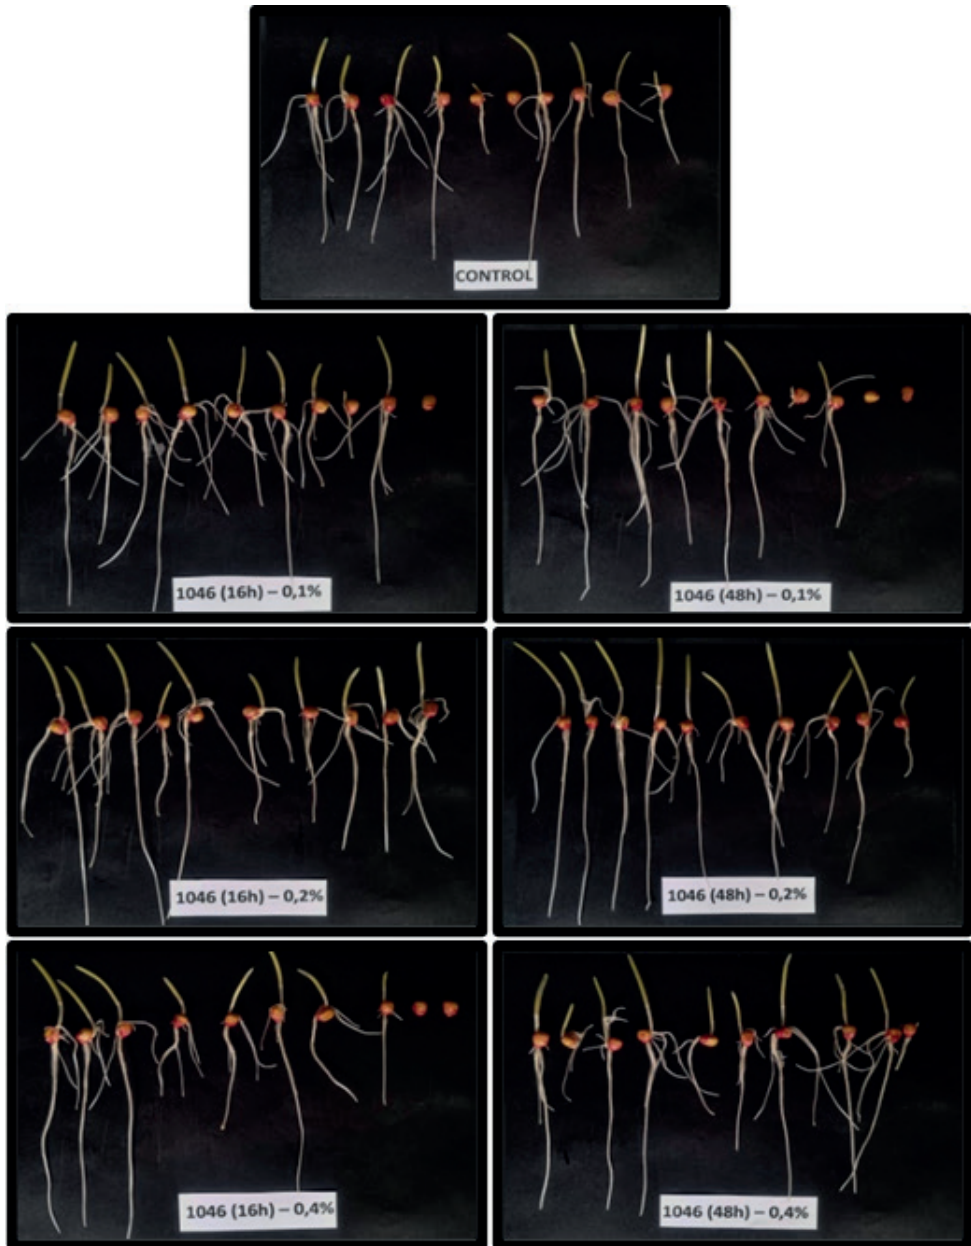 CONTROL
1046 (16h) – 0,1%
1046 (48h) – 0,1%
1046 (16h) – 0,2%
1046 (48h) – 0,2%
1046 (16h) – 0,4%
1046 (48h) – 0,4%